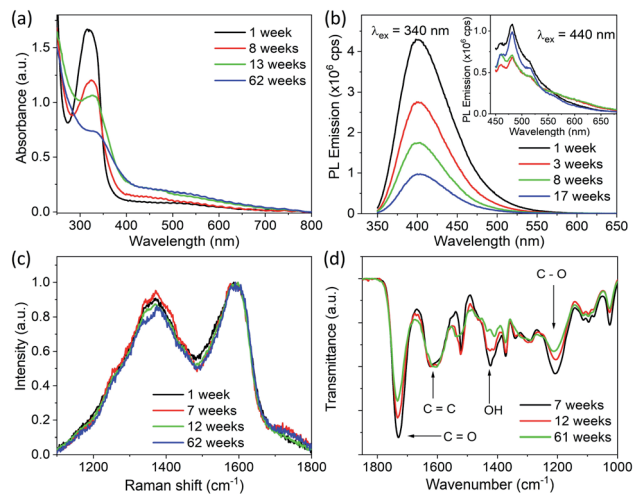 (a)
1 week
8 weeks
13 weeks
62 weeks
Absorbance (a.u.)
1.5
1.0
0.5
0.0
300 400 500 600 700 800
Wavelength (nm)
(b)
λex = 340 nm
PL Emission (x10⁶ cps)
5
4
3
2
1
0
350 400 450 500 550 600 650
Wavelength (nm)
1 week
3 weeks
8 weeks
17 weeks
λex = 440 nm
PL Emission (x10⁶ cps)
1.0
0.5
0.0
450 500 550 600 650
Wavelength (nm)
(c)
Intensity (a.u.)
1.0
0.8
0.6
0.4
0.2
0.0
1200 1400 1600 1800
Raman shift (cm⁻¹)
1 week
7 weeks
12 weeks
62 weeks
(d)
Transmittance (a.u.)
C - O
C = C
OH
C = O
7 weeks
12 weeks
61 weeks
1800 1600 1400 1200 1000
Wavenumber (cm⁻¹)